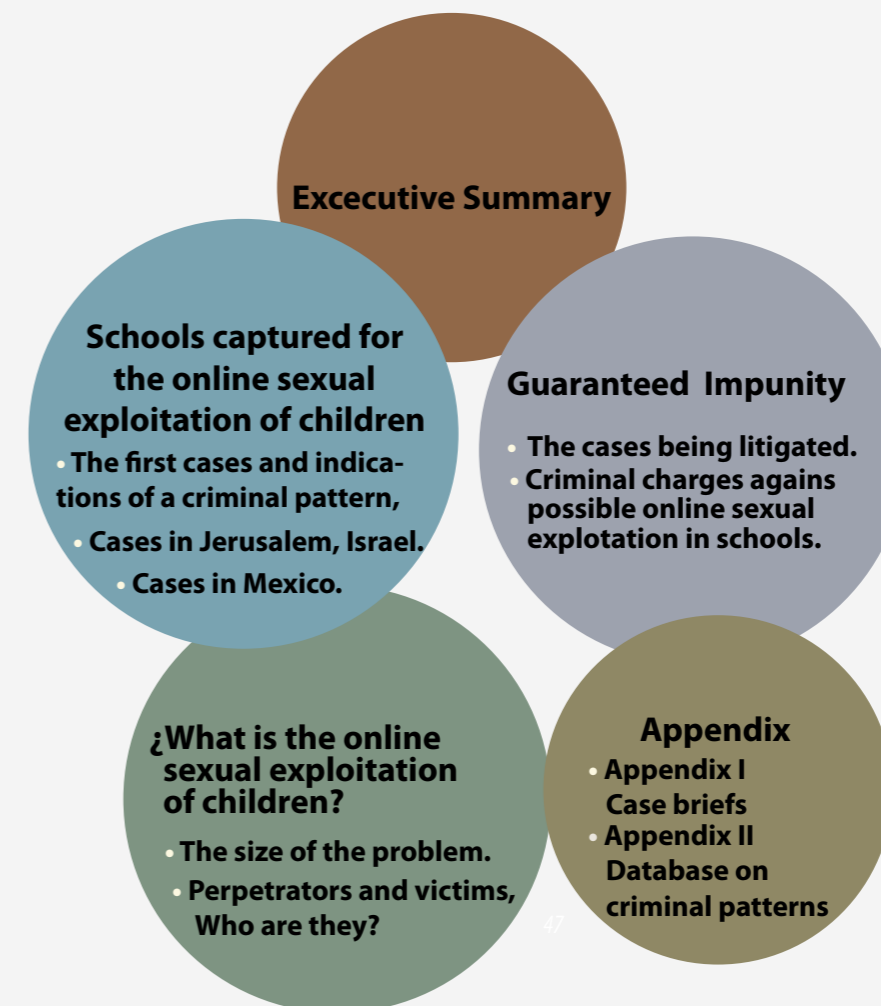 Excecutive Summary
Schools captured for
the online sexual
exploitation of children
• The first cases and indica-
tions of a criminal pattern,
• Cases in Jerusalem, Israel.
• Cases in Mexico.
Guaranteed Impunity
• The cases being litigated.
• Criminal charges agains
possible online sexual
explotation in schools.
¿What is the online
sexual exploitation
of children?
• The size of the problem.
• Perpetrators and victims,
Who are they?
Appendix
• Appendix I
Case briefs
• Appendix II
Database on
criminal patterns
47